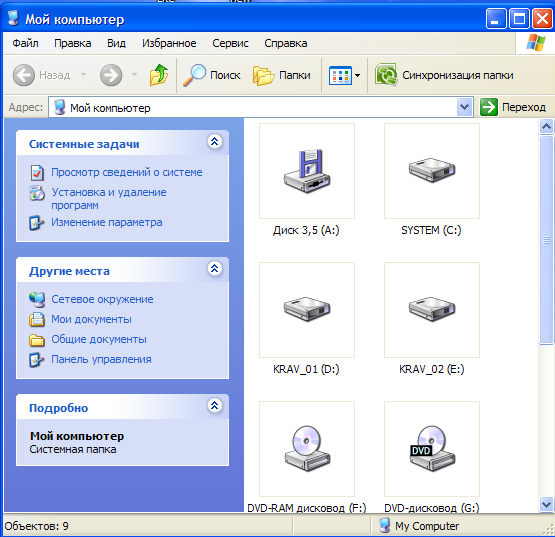 Мой компьютер
Файл Правка Вид Избранное Сервис Справка
Назад Поиск Папки Синхронизация папки
Адрес: Мой компьютер Переход
Системные задачи
Просмотр сведений о системе
Установка и удаление
программ
Изменение параметра
Другие места
Сетевое окружение
Мои документы
Общие документы
Панель управления
Подробно
Мой компьютер
Системная папка
Диск 3,5 (A:) SYSTEM (C:)
KRAV_01 (D:) KRAV_02 (E:)
DVD
DVD-RAM дисковод (F:) DVD-дисковод (G:)
Объектов: 9 My Computer